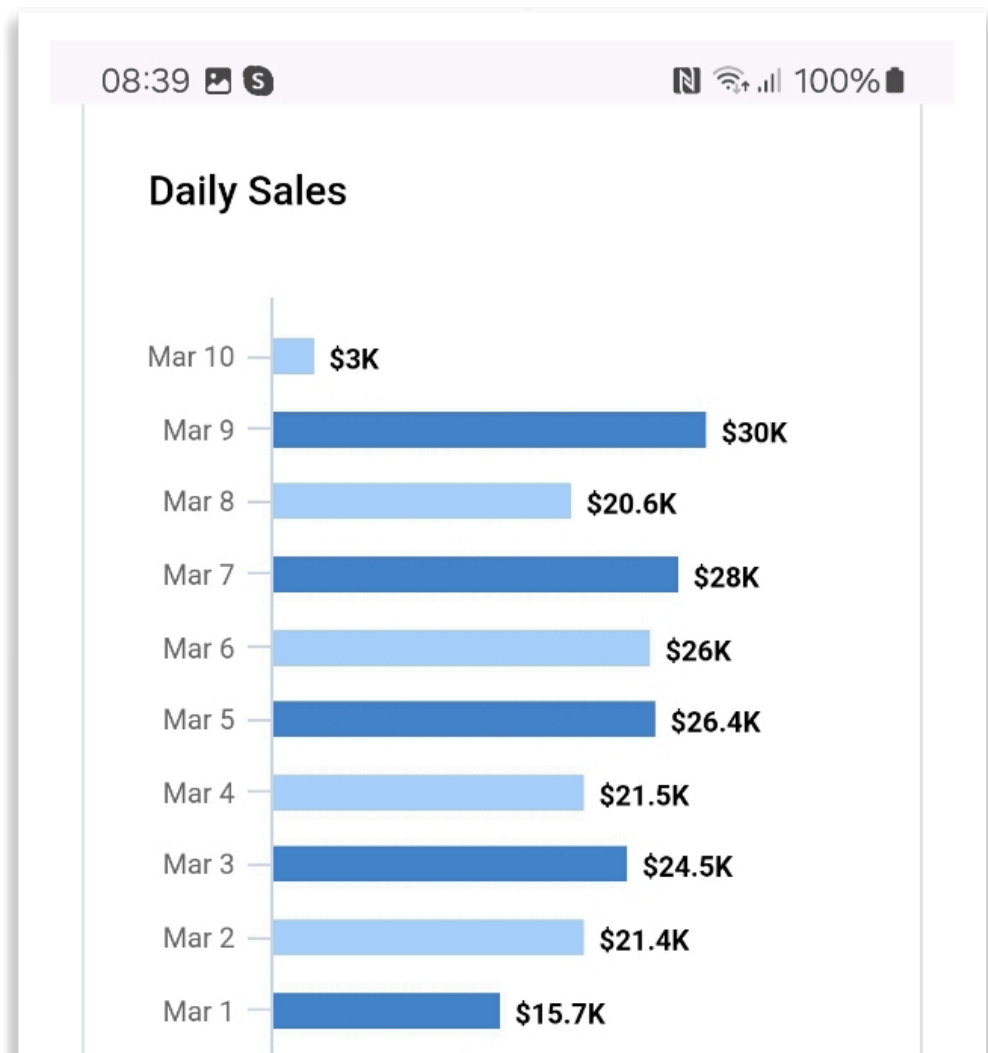 08:39 S N 100%
Daily Sales
Mar 10 $3K
Mar 9 $30K
Mar 8 $20.6K
Mar 7 $28K
Mar 6 $26K
Mar 5 $26.4K
Mar 4 $21.5K
Mar 3 $24.5K
Mar 2 $21.4K
Mar 1 $15.7K